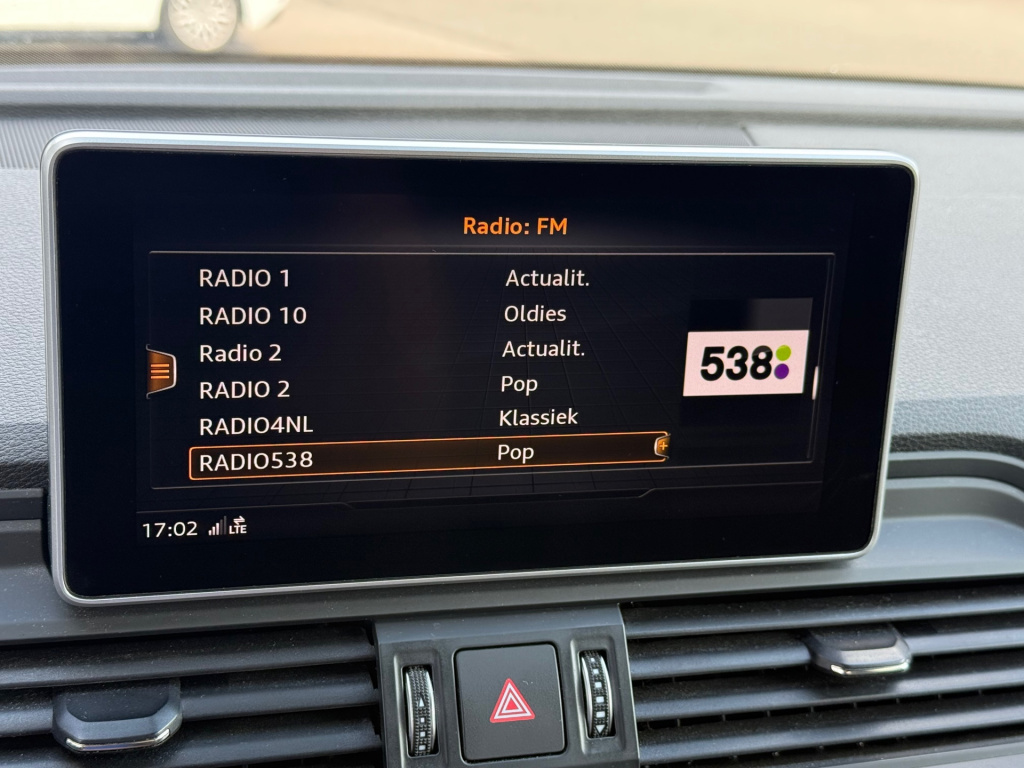 Radio: FM
RADIO 1 Actualit.
RADIO 10 Oldies
Radio 2 Actualit.
RADIO 2 Pop
RADIO4NL Klassiek
RADIO538 Pop
538
17:02 LTE